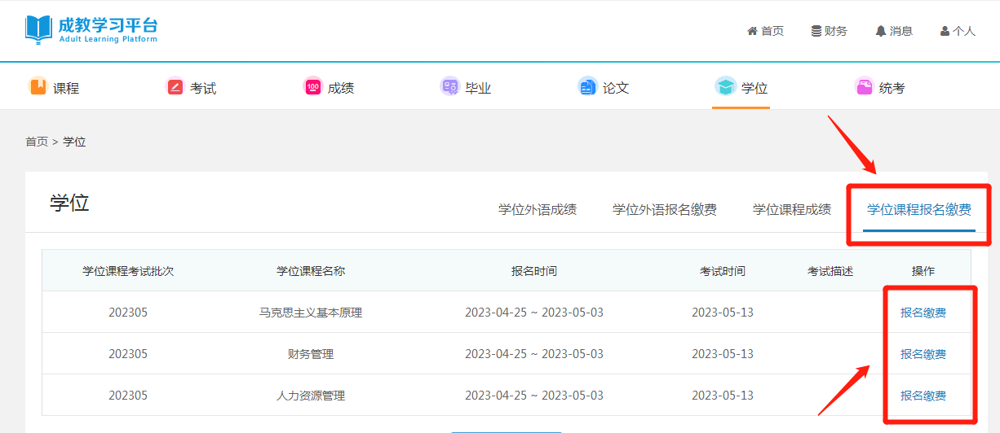 成教学习平台
Adult Learning Platform
首页 财务 消息 个人
课程 考试 100 成绩 毕业 论文 学位 统考
首页 > 学位
学位
学位外语成绩 学位外语报名缴费 学位课程成绩 学位课程报名缴费
学位课程考试批次 学位课程名称 报名时间 考试时间 考试描述 操作
202305 马克思主义基本原理 2023-04-25 ~ 2023-05-03 2023-05-13 报名缴费
202305 财务管理 2023-04-25 ~ 2023-05-03 2023-05-13 报名缴费
202305 人力资源管理 2023-04-25 ~ 2023-05-03 2023-05-13 报名缴费